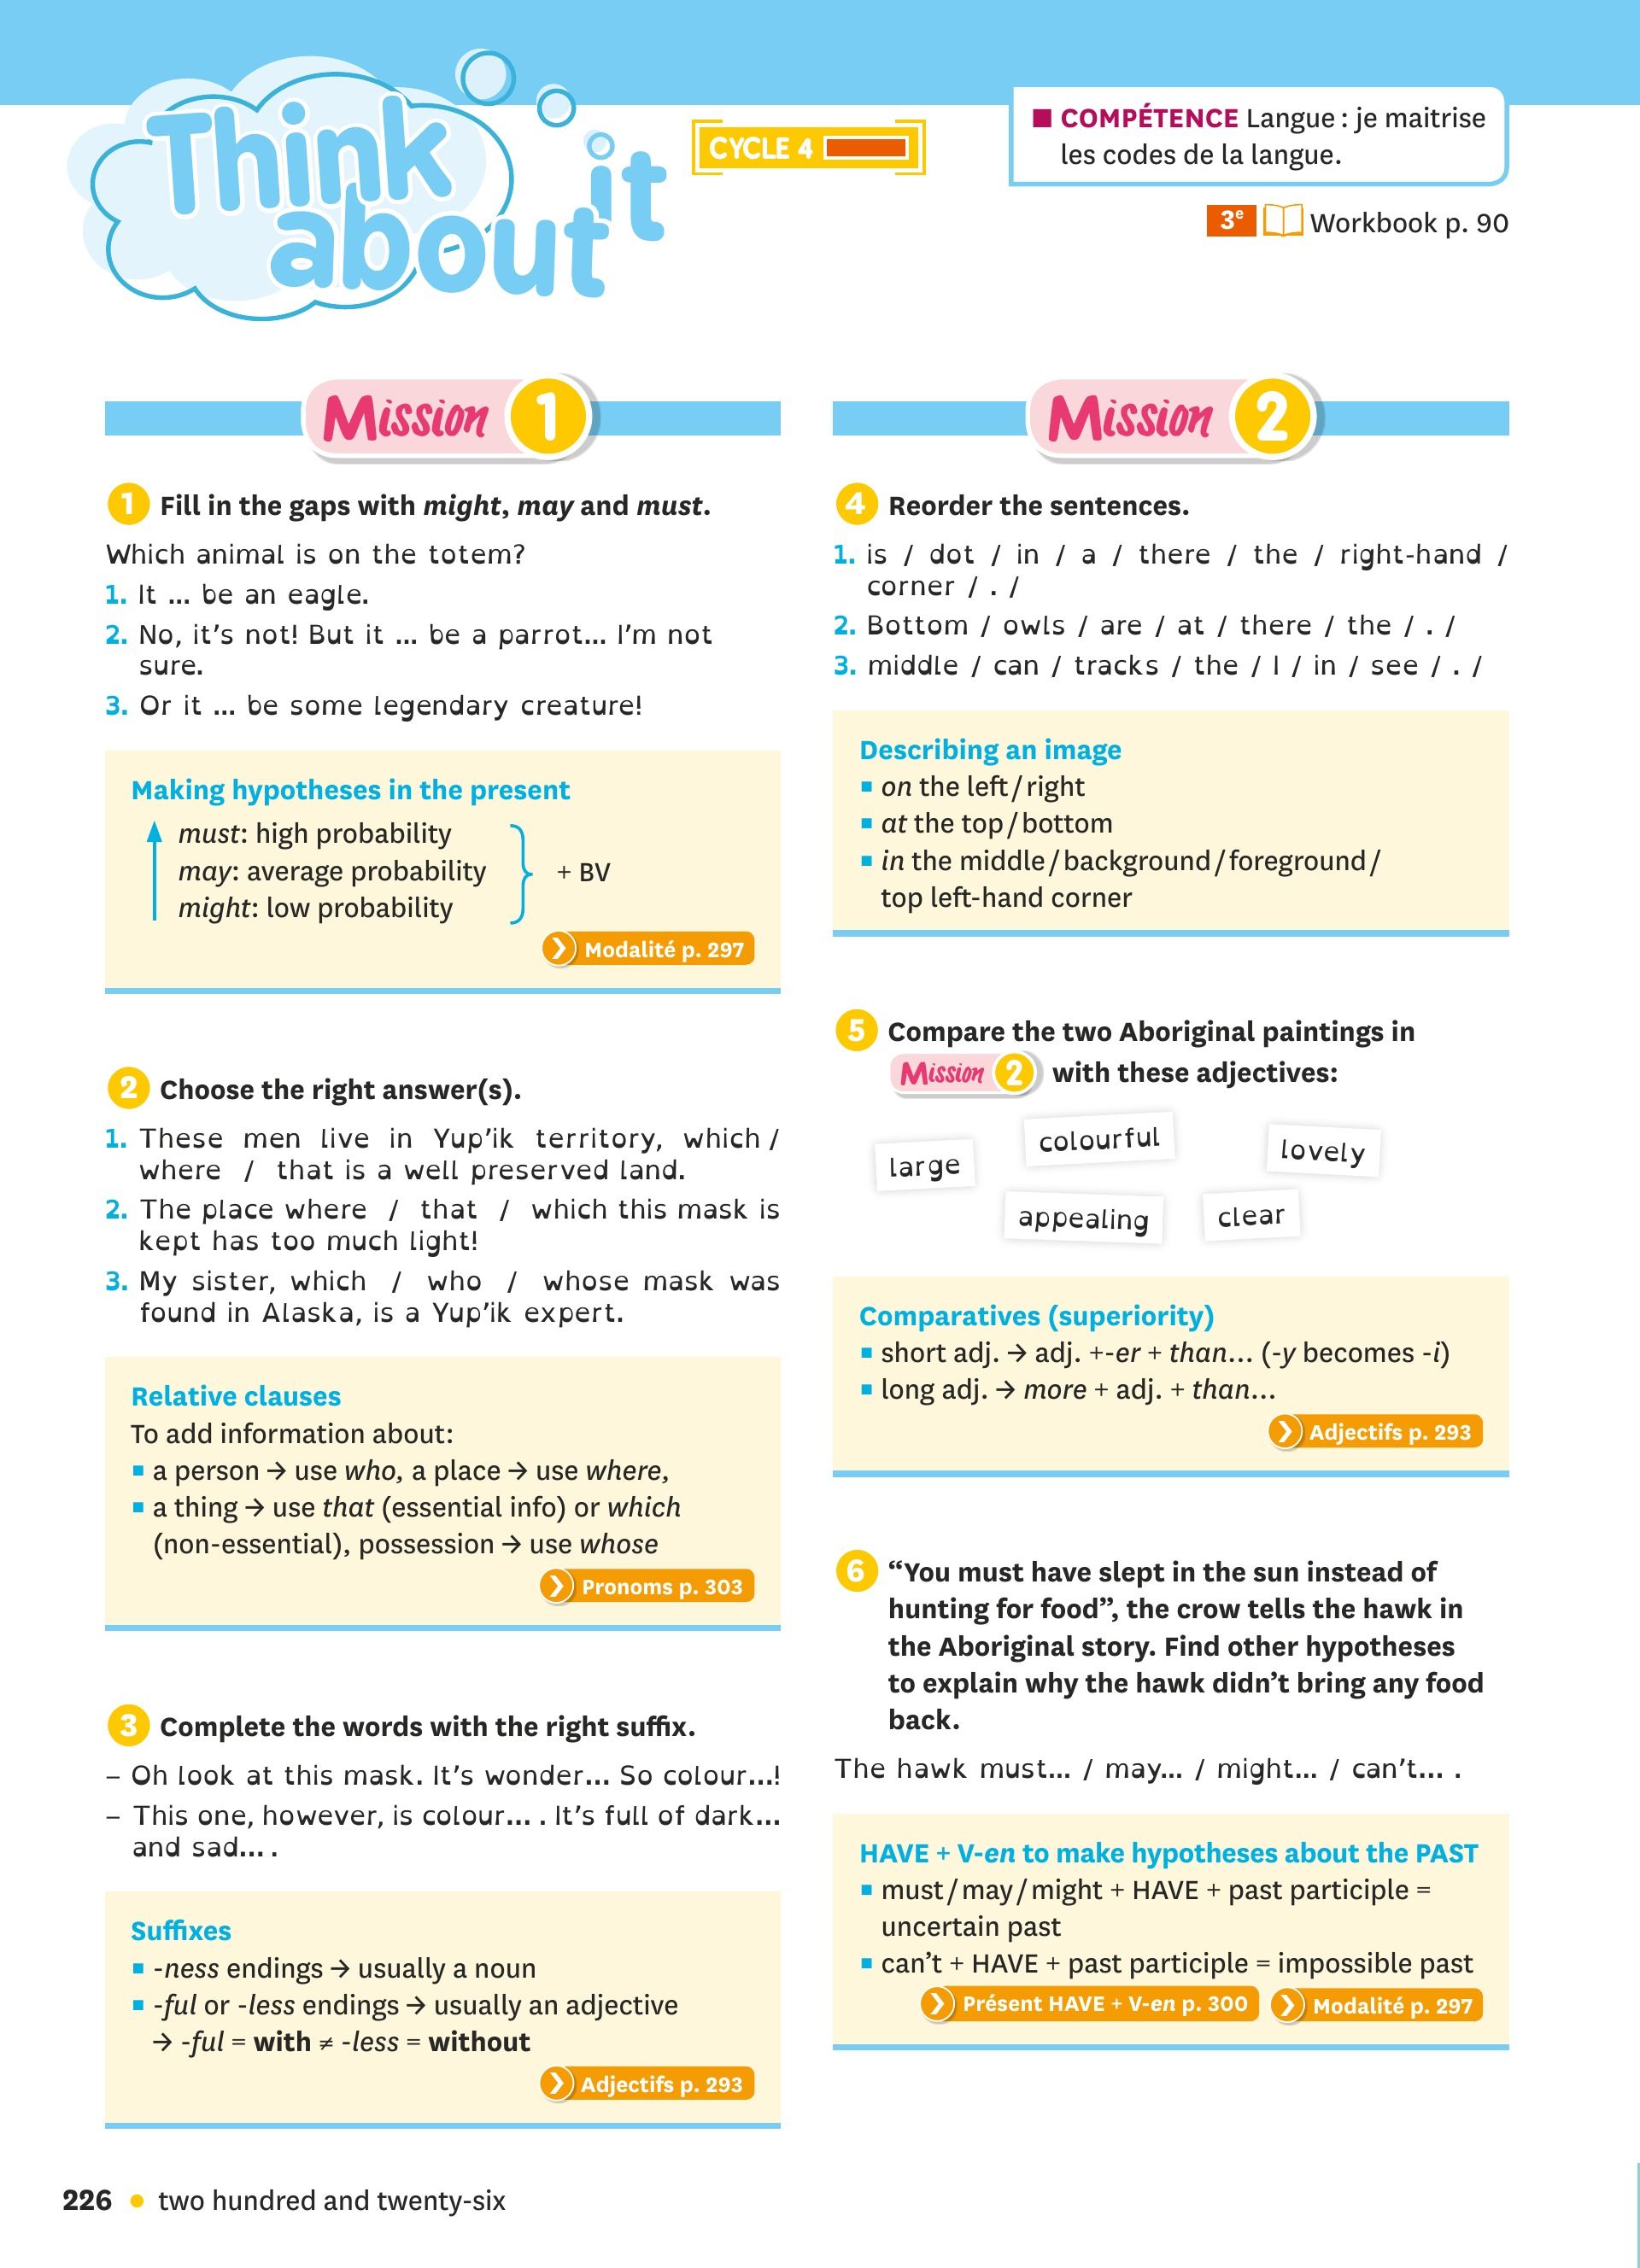 Think
about it
CYCLE 4
■ COMPÉTENCE Langue : je maitrise
les codes de la langue.
3e Workbook p. 90
Mission 1
1 Fill in the gaps with might, may and must.
Which animal is on the totem?
1. It ... be an eagle.
2. No, it's not! But it ... be a parrot... I'm not
sure.
3. Or it ... be some legendary creature!
Making hypotheses in the present
must: high probability
may: average probability
might: low probability
+ BV
Modalité p. 297
2 Choose the right answer(s).
1. These men live in Yup'ik territory, which /
where / that is a well preserved land.
2. The place where / that / which this mask is
kept has too much light!
3. My sister, which / who / whose mask was
found in Alaska, is a Yup'ik expert.
Relative clauses
To add information about:
▪ a person → use who, a place → use where,
▪ a thing → use that (essential info) or which
(non-essential), possession → use whose
Pronoms p. 303
3 Complete the words with the right suffix.
– Oh look at this mask. It's wonder... So colour...!
– This one, however, is colour... . It's full of dark...
and sad... .
Suffixes
▪ -ness endings → usually a noun
▪ -ful or -less endings → usually an adjective
→ -ful = with ≠ -less = without
Adjectifs p. 293
Mission 2
4 Reorder the sentences.
1. is / dot / in / a / there / the / right-hand /
corner / . /
2. Bottom / owls / are / at / there / the / . /
3. middle / can / tracks / the / I / in / see / . /
Describing an image
▪ on the left / right
▪ at the top / bottom
▪ in the middle / background / foreground /
top left-hand corner
5 Compare the two Aboriginal paintings in
Mission 2 with these adjectives:
large
colourful
lovely
appealing
clear
Comparatives (superiority)
▪ short adj. → adj. +-er + than... (-y becomes -i)
▪ long adj. → more + adj. + than...
Adjectifs p. 293
6 “You must have slept in the sun instead of
hunting for food”, the crow tells the hawk in
the Aboriginal story. Find other hypotheses
to explain why the hawk didn't bring any food
back.
The hawk must... / may... / might... / can't... .
HAVE + V-en to make hypotheses about the PAST
▪ must / may / might + HAVE + past participle =
uncertain past
▪ can't + HAVE + past participle = impossible past
Présent HAVE + V-en p. 300 Modalité p. 297
226 • two hundred and twenty-six